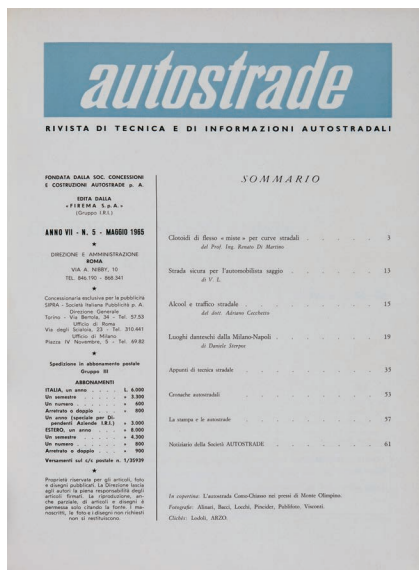 autostrade
RIVISTA DI TECNICA E DI INFORMAZIONI AUTOSTRADALI
FONDATA DALLA SOC. CONCESSIONI
E COSTRUZIONI AUTOSTRADE p. A.
EDITA DALLA
«FIREMA S.p.A.»
(Gruppo I.R.I.)
ANNO VII - N. 5 - MAGGIO 1965
★
DIREZIONE E AMMINISTRAZIONE
ROMA
VIA A. NIBBY, 10
TEL. 846.190 - 868.341
★
Concessionaria esclusiva per la pubblicità
SIPRA - Società Italiana Pubblicità p. A.
Direzione Generale
Torino - Via Bertola, 34 - Tel. 57.53
Ufficio di Roma
Via degli Scialoia, 23 - Tel. 310.441
Ufficio di Milano
Piazza IV Novembre, 5 - Tel. 69.82
★
Spedizione in abbonamento postale
Gruppo III
ABBONAMENTI
ITALIA, un anno . . . . L. 6.000
Un semestre . . . . » 3.300
Un numero . . . . » 600
Arretrato o doppio . . . » 800
Un anno (speciale per Di-
pendenti Aziende I.R.I.) » 3.000
ESTERO, un anno . . . » 8.000
Un semestre . . . . » 4.300
Un numero . . . . » 800
Arretrato o doppio . . . » 900
Versamenti sul c/c postale n. 1/35939
★
Proprietà riservata per gli articoli, foto
e disegni pubblicati. La Direzione lascia
agli autori la piena responsabilità degli
articoli firmati. La riproduzione, an-
che parziale, di articoli e disegni è
permessa solo citando la fonte. I ma-
noscritti, le foto e i disegni non richiesti
non si restituiscono.
SOMMARIO
Clotoidi di flesso «miste» per curve stradali . . . . . 3
del Prof. Ing. Renato Di Martino
Strada sicura per l'automobilista saggio . . . . . 13
di V. L.
Alcool e traffico stradale . . . . . 15
del dott. Adriano Cecchetto
Luoghi danteschi dalla Milano-Napoli . . . . . 19
di Daniele Sterpos
Appunti di tecnica stradale . . . . . 35
Cronache autostradali . . . . . 53
La stampa e le autostrade . . . . . 57
Notiziario della Società AUTOSTRADE . . . . . 61
In copertina: L'autostrada Como-Chiasso nei pressi di Monte Olimpino.
Fotografie: Alinari, Bacci, Locchi, Pincider, Publifoto, Visconti.
Clichés: Lodoli, ARZO.